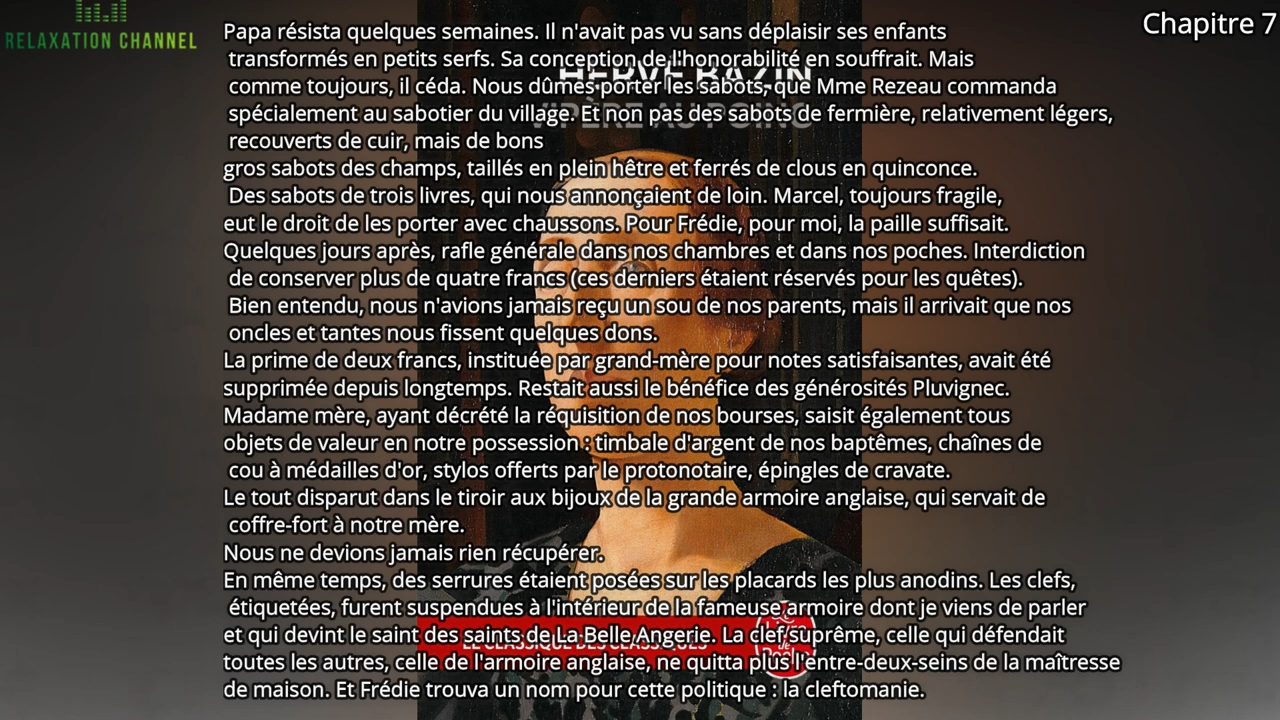 RELAXATION CHANNEL
Chapitre 7
Papa résista quelques semaines. Il n'avait pas vu sans déplaisir ses enfants
transformés en petits serfs. Sa conception de l'honorabilité en souffrait. Mais
HERVÉ BAZIN
comme toujours, il céda. Nous dûmes porter les sabots, que Mme Rezeau commanda
VIPÈRE AU POING
spécialement au sabotier du village. Et non pas des sabots de fermière, relativement légers,
recouverts de cuir, mais de bons
gros sabots des champs, taillés en plein hêtre et ferrés de clous en quinconce.
Des sabots de trois livres, qui nous annonçaient de loin. Marcel, toujours fragile,
eut le droit de les porter avec chaussons. Pour Frédie, pour moi, la paille suffisait.
Quelques jours après, rafle générale dans nos chambres et dans nos poches. Interdiction
de conserver plus de quatre francs (ces derniers étaient réservés pour les quêtes).
Bien entendu, nous n'avions jamais reçu un sou de nos parents, mais il arrivait que nos
oncles et tantes nous fissent quelques dons.
La prime de deux francs, instituée par grand-mère pour notes satisfaisantes, avait été
supprimée depuis longtemps. Restait aussi le bénéfice des générosités Pluvignec.
Madame mère, ayant décrété la réquisition de nos bourses, saisit également tous
objets de valeur en notre possession : timbale d'argent de nos baptêmes, chaînes de
cou à médailles d'or, stylos offerts par le protonotaire, épingles de cravate.
Le tout disparut dans le tiroir aux bijoux de la grande armoire anglaise, qui servait de
coffre-fort à notre mère.
Nous ne devions jamais rien récupérer.
En même temps, des serrures étaient posées sur les placards les plus anodins. Les clefs,
étiquetées, furent suspendues à l'intérieur de la fameuse armoire dont je viens de parler
et qui devint le saint des saints de La Belle Angerie. La clef suprême, celle qui défendait
LE CLASSIQUE DES CLASSIQUES
toutes les autres, celle de l'armoire anglaise, ne quitta plus l'entre-deux-seins de la maîtresse
de maison. Et Frédie trouva un nom pour cette politique : la cleftomanie.